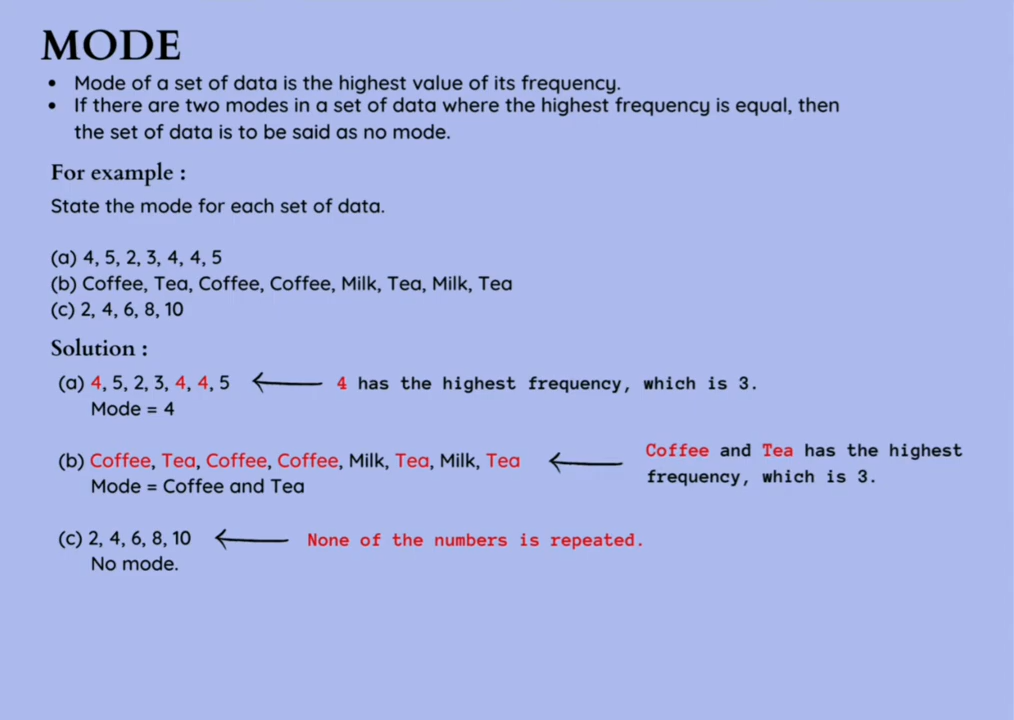 MODE
• Mode of a set of data is the highest value of its frequency.
• If there are two modes in a set of data where the highest frequency is equal, then
the set of data is to be said as no mode.
For example :
State the mode for each set of data.
(a) 4, 5, 2, 3, 4, 4, 5
(b) Coffee, Tea, Coffee, Coffee, Milk, Tea, Milk, Tea
(c) 2, 4, 6, 8, 10
Solution :
(a) 4, 5, 2, 3, 4, 4, 5
4 has the highest frequency, which is 3.
Mode = 4
(b) Coffee, Tea, Coffee, Coffee, Milk, Tea, Milk, Tea
Coffee and Tea has the highest
frequency, which is 3.
Mode = Coffee and Tea
(c) 2, 4, 6, 8, 10
None of the numbers is repeated.
No mode.